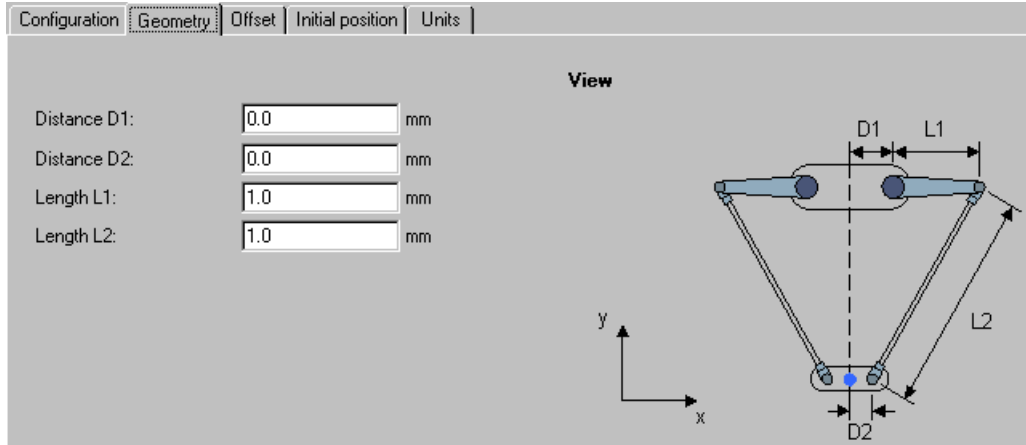 Configuration Geometry Offset Initial position Units
View
Distance D1: 0.0 mm
Distance D2: 0.0 mm
Length L1: 1.0 mm
Length L2: 1.0 mm
D1 L1
L2
y
x
D2